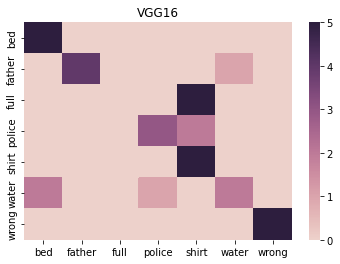 VGG16
bed
father
full
police
shirt
water
wrong
bed father full police shirt water wrong
5
4
3
2
1
0